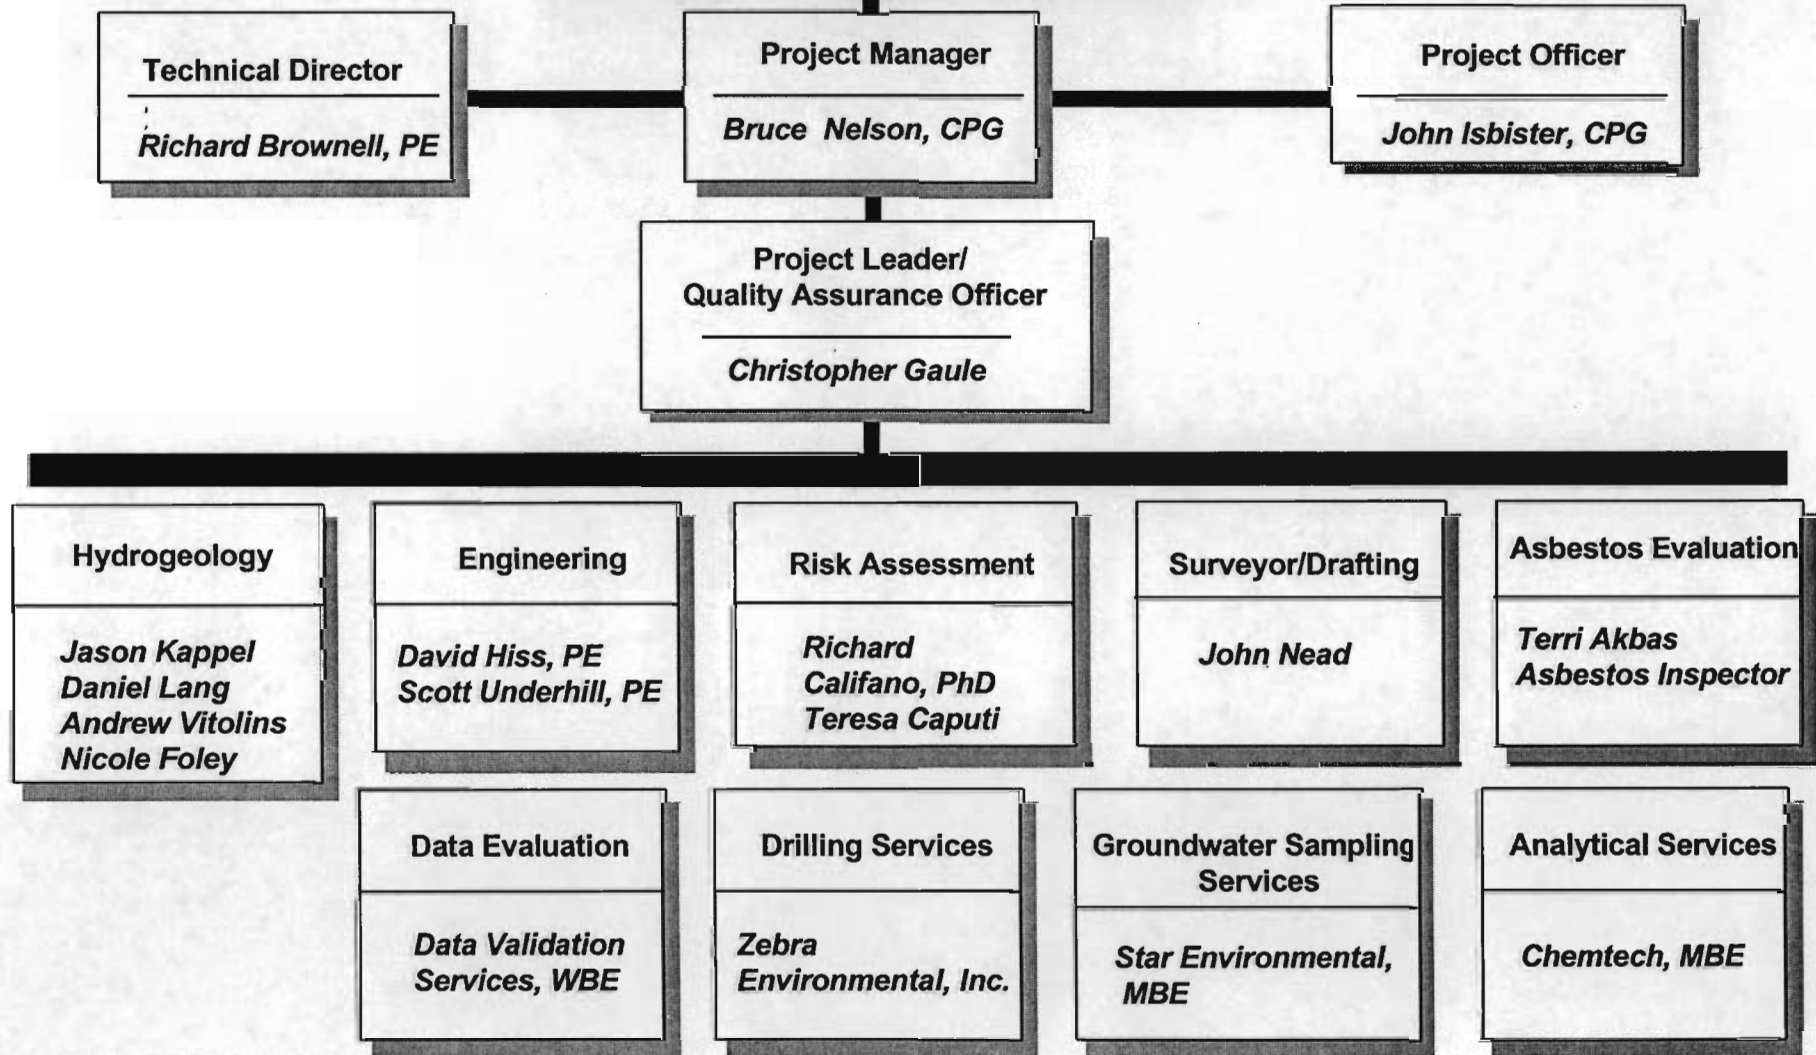 Technical Director
Richard Brownell, PE
Project Manager
Bruce Nelson, CPG
Project Officer
John Isbister, CPG
Project Leader/
Quality Assurance Officer
Christopher Gaule
Hydrogeology
Jason Kappel
Daniel Lang
Andrew Vitolins
Nicole Foley
Engineering
David Hiss, PE
Scott Underhill, PE
Risk Assessment
Richard
Califano, PhD
Teresa Caputi
Surveyor/Drafting
John Nead
Asbestos Evaluation
Terri Akbas
Asbestos Inspector
Data Evaluation
Data Validation
Services, WBE
Drilling Services
Zebra
Environmental, Inc.
Groundwater Sampling
Services
Star Environmental,
MBE
Analytical Services
Chemtech, MBE